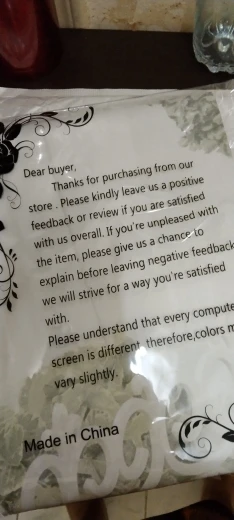 Dear buyer,
Thanks for purchasing from our
store . Please kindly leave us a positive
feedback or review if you are satisfied
with us overall. If you're unpleased with
the item, please give us a chance to
explain before leaving negative feedback
we will strive for a way you're satisfied
with.
Please understand that every compute
screen is different, therefore,colors m
vary slightly.
Made in China